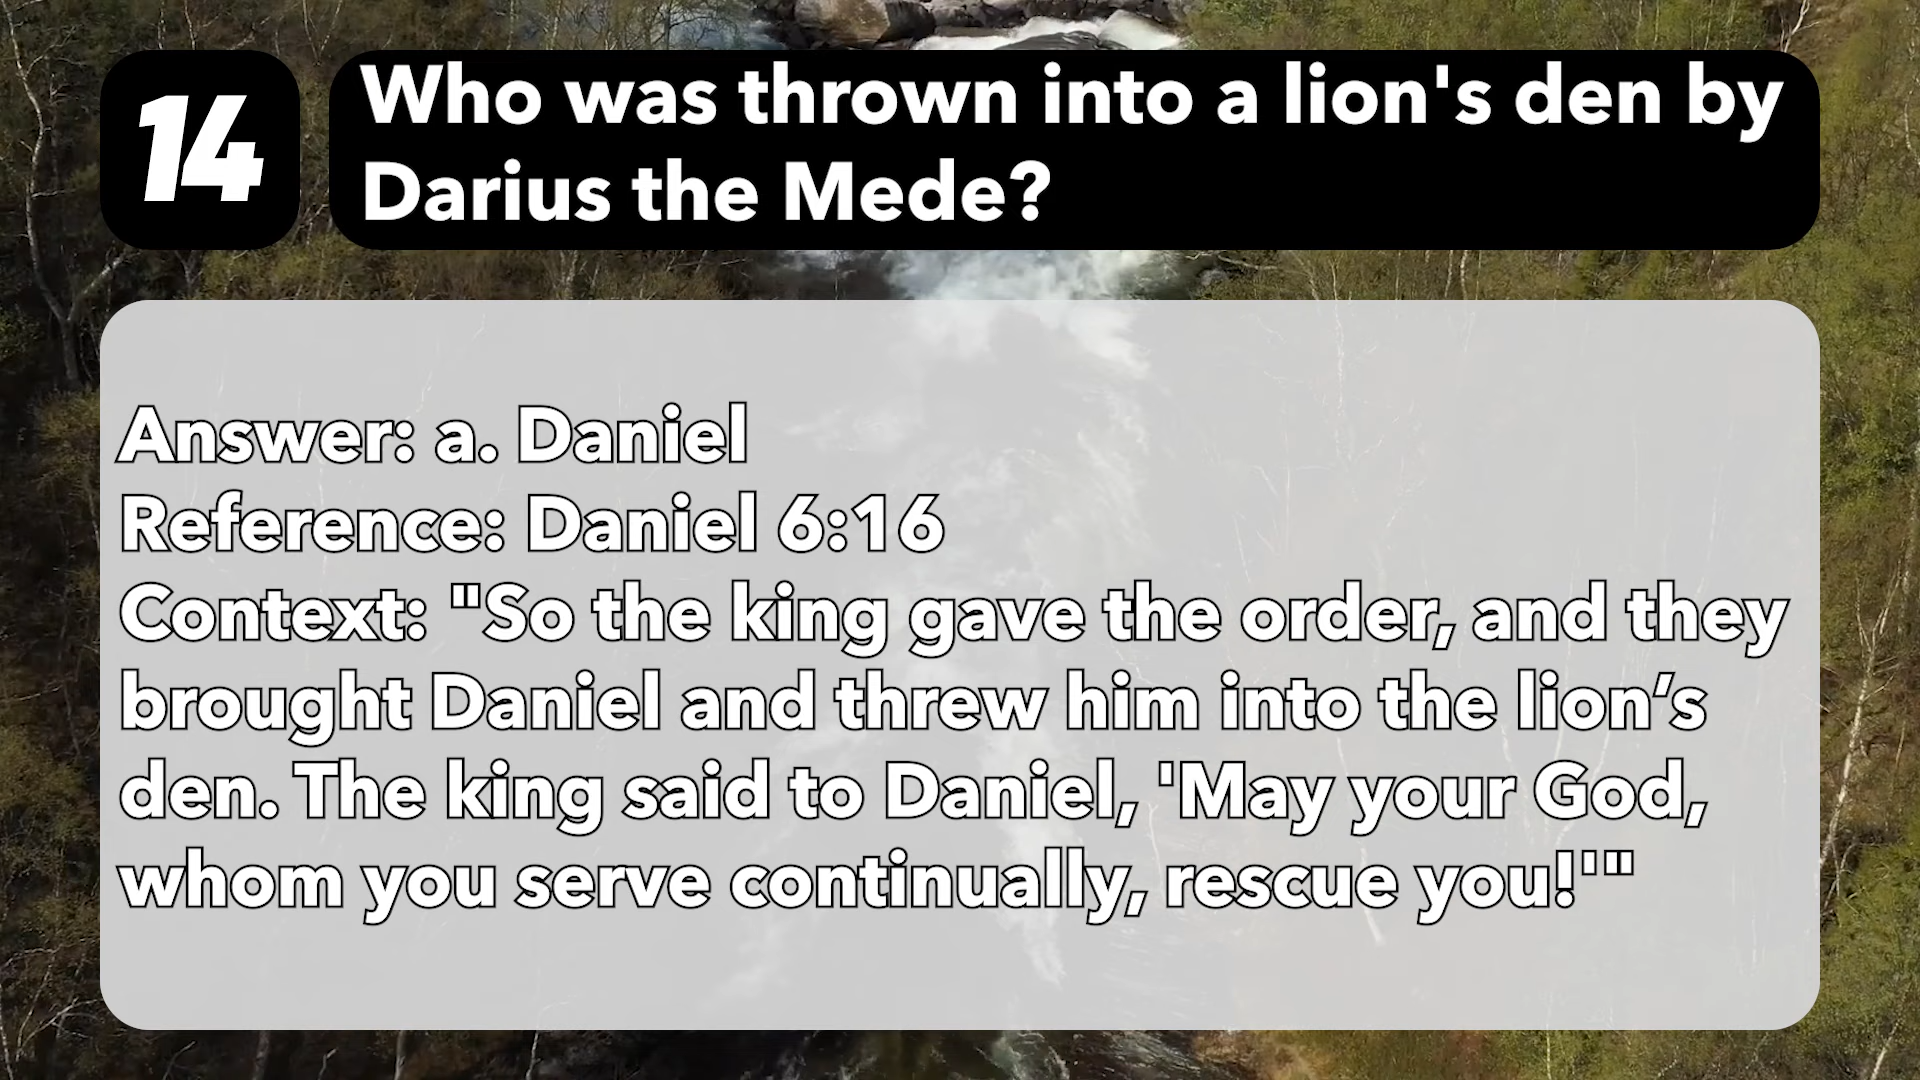 14
Who was thrown into a lion's den by
Darius the Mede?
Answer: a. Daniel
Reference: Daniel 6:16
Context: "So the king gave the order, and they
brought Daniel and threw him into the lion’s
den. The king said to Daniel, 'May your God,
whom you serve continually, rescue you!'"